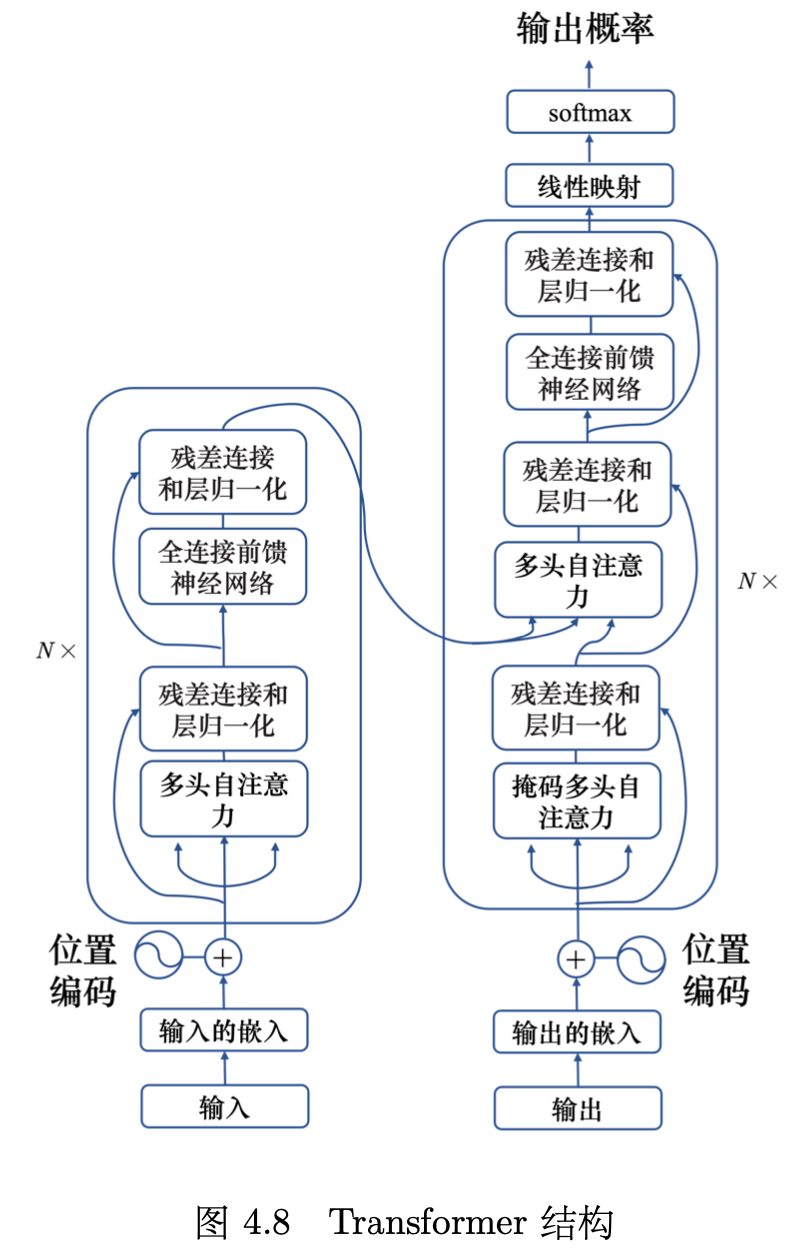 输出概率
softmax
线性映射
残差连接和
层归一化
全连接前馈
神经网络
残差连接和
层归一化
多头自注意
力
N×
残差连接和
层归一化
掩码多头自
注意力
位置
编码
+
输出的嵌入
输出
残差连接
和层归一化
全连接前馈
神经网络
N×
残差连接和
层归一化
多头自注意
力
位置
编码
+
输入的嵌入
输入
图 4.8 Transformer 结构